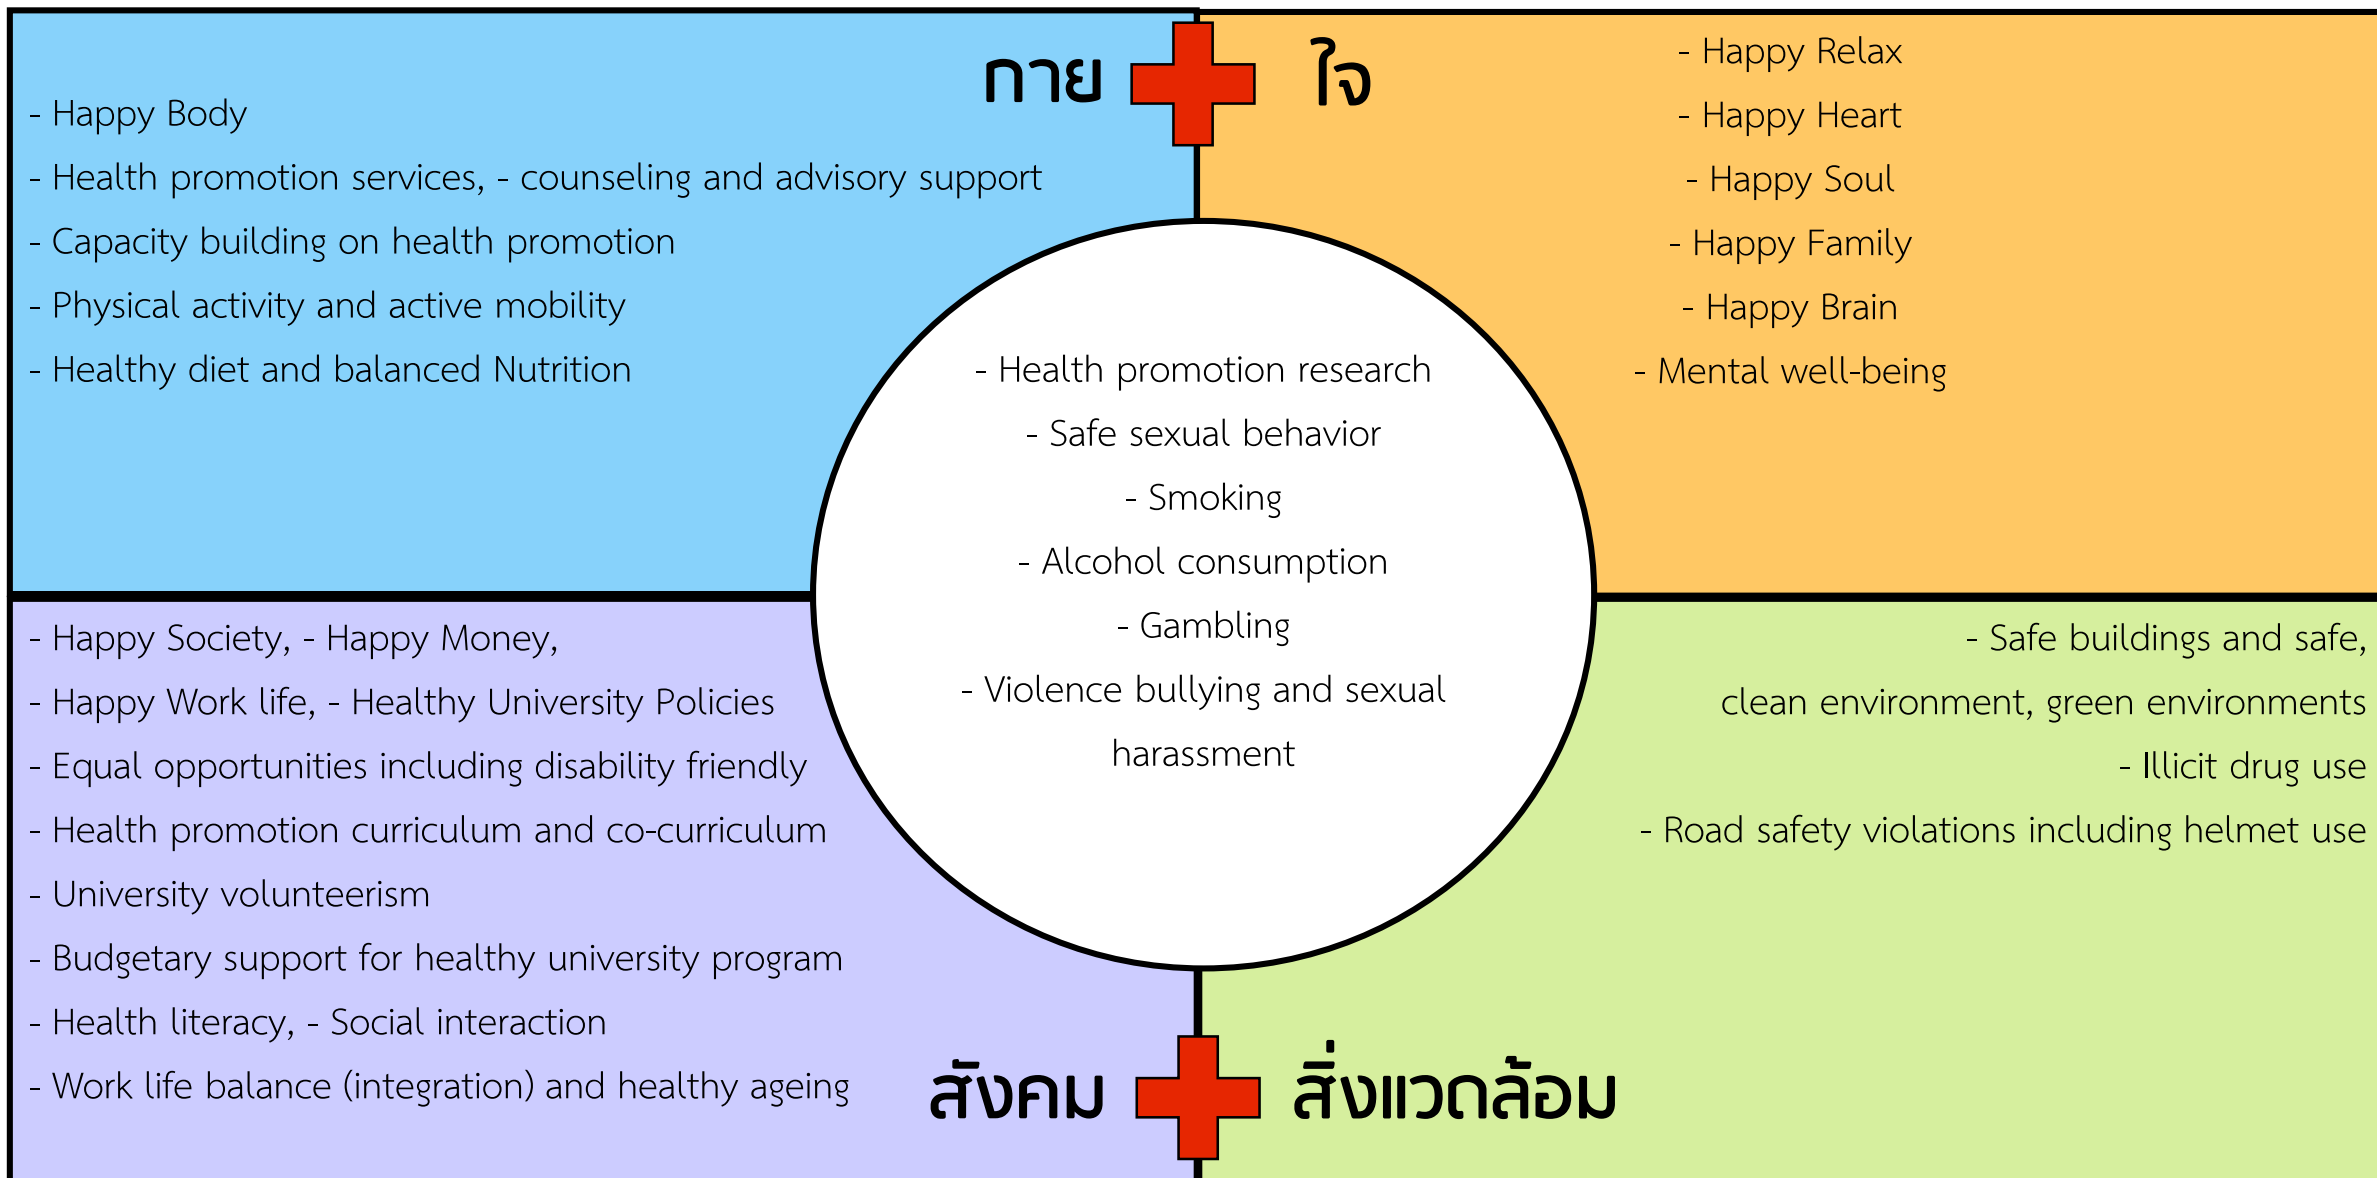 กาย
- Happy Body
- Health promotion services, - counseling and advisory support
- Capacity building on health promotion
- Physical activity and active mobility
- Healthy diet and balanced Nutrition
ใจ
- Happy Relax
- Happy Heart
- Happy Soul
- Happy Family
- Happy Brain
- Mental well-being
- Health promotion research
- Safe sexual behavior
- Smoking
- Alcohol consumption
- Gambling
- Violence bullying and sexual
harassment
- Happy Society, - Happy Money,
- Happy Work life, - Healthy University Policies
- Equal opportunities including disability friendly
- Health promotion curriculum and co-curriculum
- University volunteerism
- Budgetary support for healthy university program
- Health literacy, - Social interaction
- Work life balance (integration) and healthy ageing
สังคม
- Safe buildings and safe,
clean environment, green environments
- Illicit drug use
- Road safety violations including helmet use
สิ่งแวดล้อม